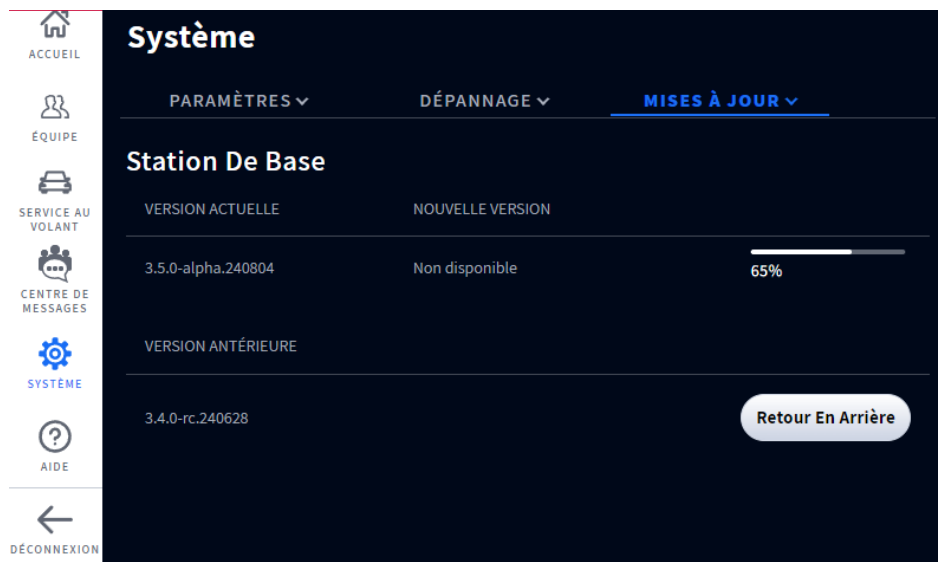 ACCUEIL
ÉQUIPE
SERVICE AU
VOLANT
CENTRE DE
MESSAGES
SYSTÈME
AIDE
DÉCONNEXION
Système
PARAMÈTRES
DÉPANNAGE
MISES À JOUR
Station De Base
VERSION ACTUELLE
NOUVELLE VERSION
3.5.0-alpha.240804
Non disponible
65%
VERSION ANTÉRIEURE
3.4.0-rc.240628
Retour En Arrière